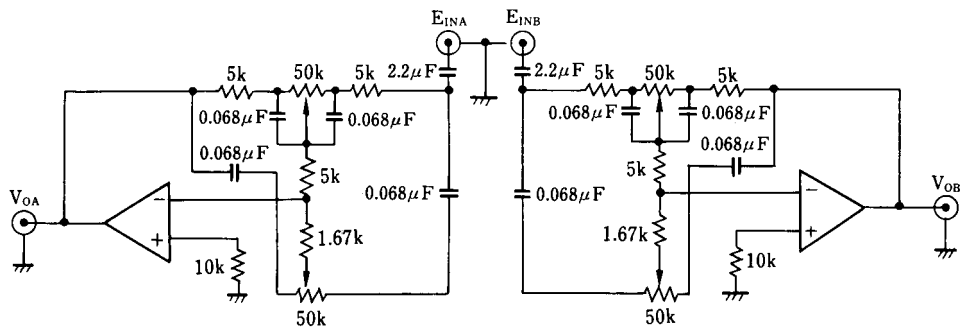 E_INA E_INB
2.2μF 2.2μF
5k 50k 5k 5k 50k 5k
0.068μF 0.068μF 0.068μF 0.068μF
0.068μF 0.068μF
5k 5k
0.068μF 0.068μF
V_OA − − V_OB
+ 1.67k 1.67k +
10k 10k
50k 50k